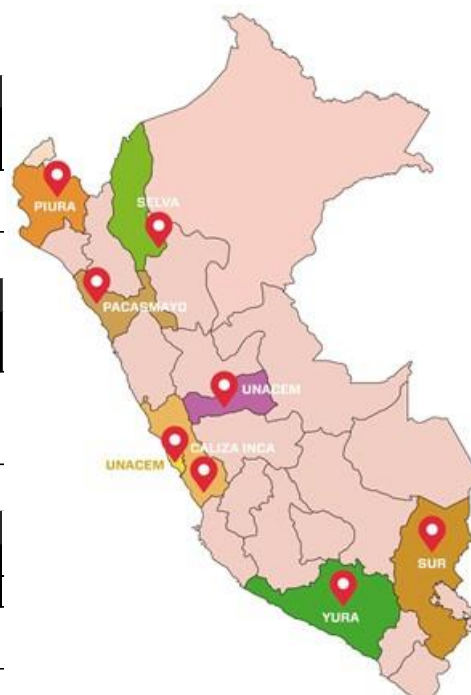 PIURA
SELVA
PACASMAYO
UNACEM
CALIZA INCA
UNACEM
SUR
YURA